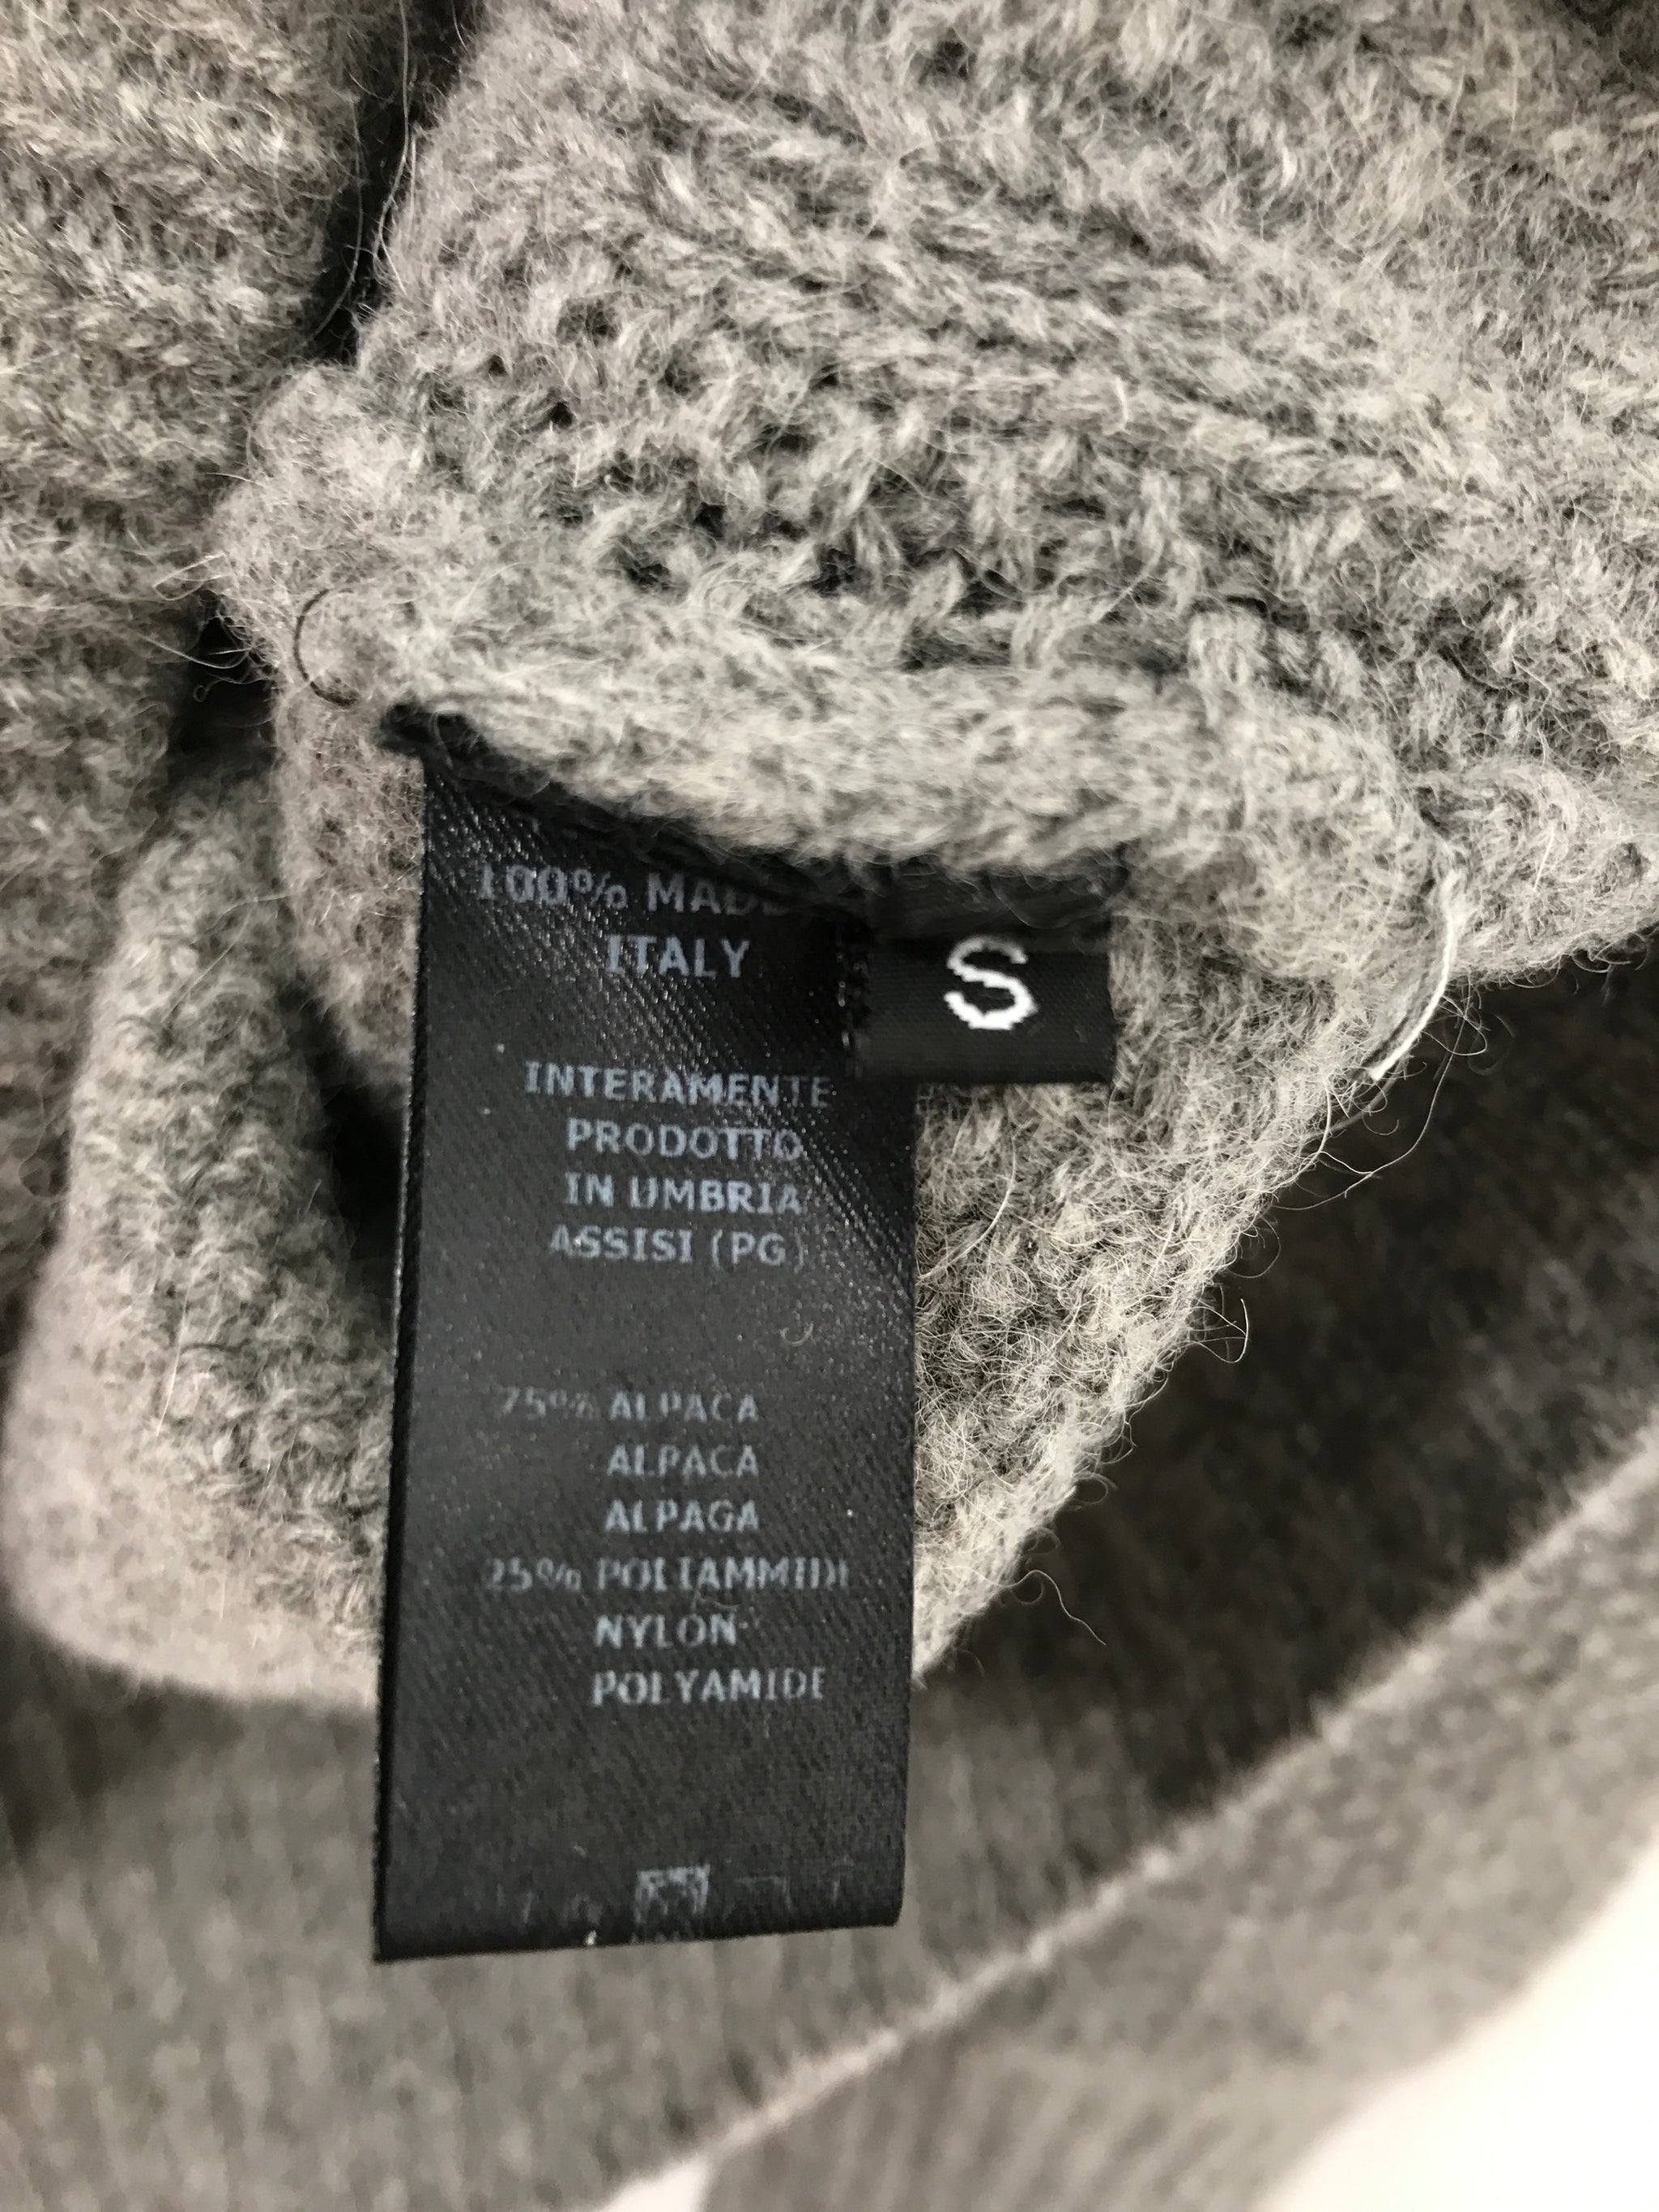 100% MADE
ITALY
S
INTERAMENTE
PRODOTTO
IN UMBRIA
ASSISI (PG)
75% ALPACA
ALPACA
ALPAGA
25% POLIAMMIDE
NYLON
POLYAMIDE